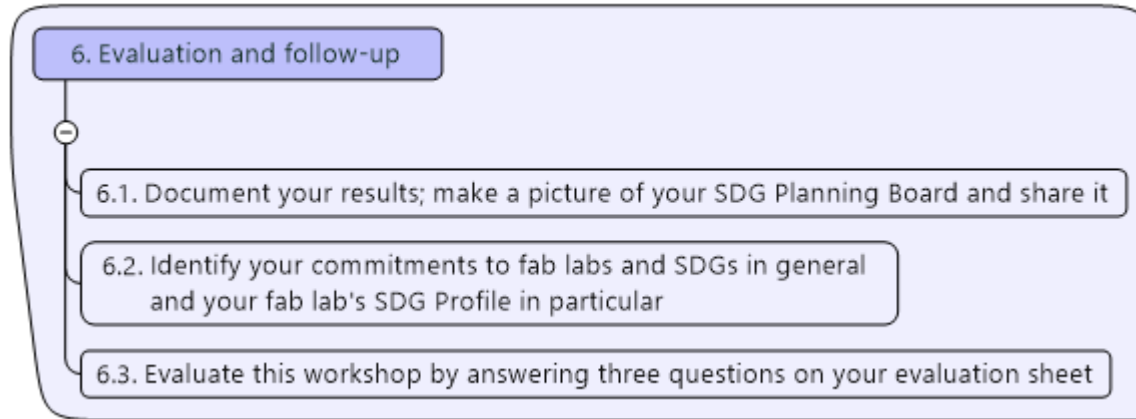 6. Evaluation and follow-up
6.1. Document your results; make a picture of your SDG Planning Board and share it
6.2. Identify your commitments to fab labs and SDGs in general
and your fab lab's SDG Profile in particular
6.3. Evaluate this workshop by answering three questions on your evaluation sheet